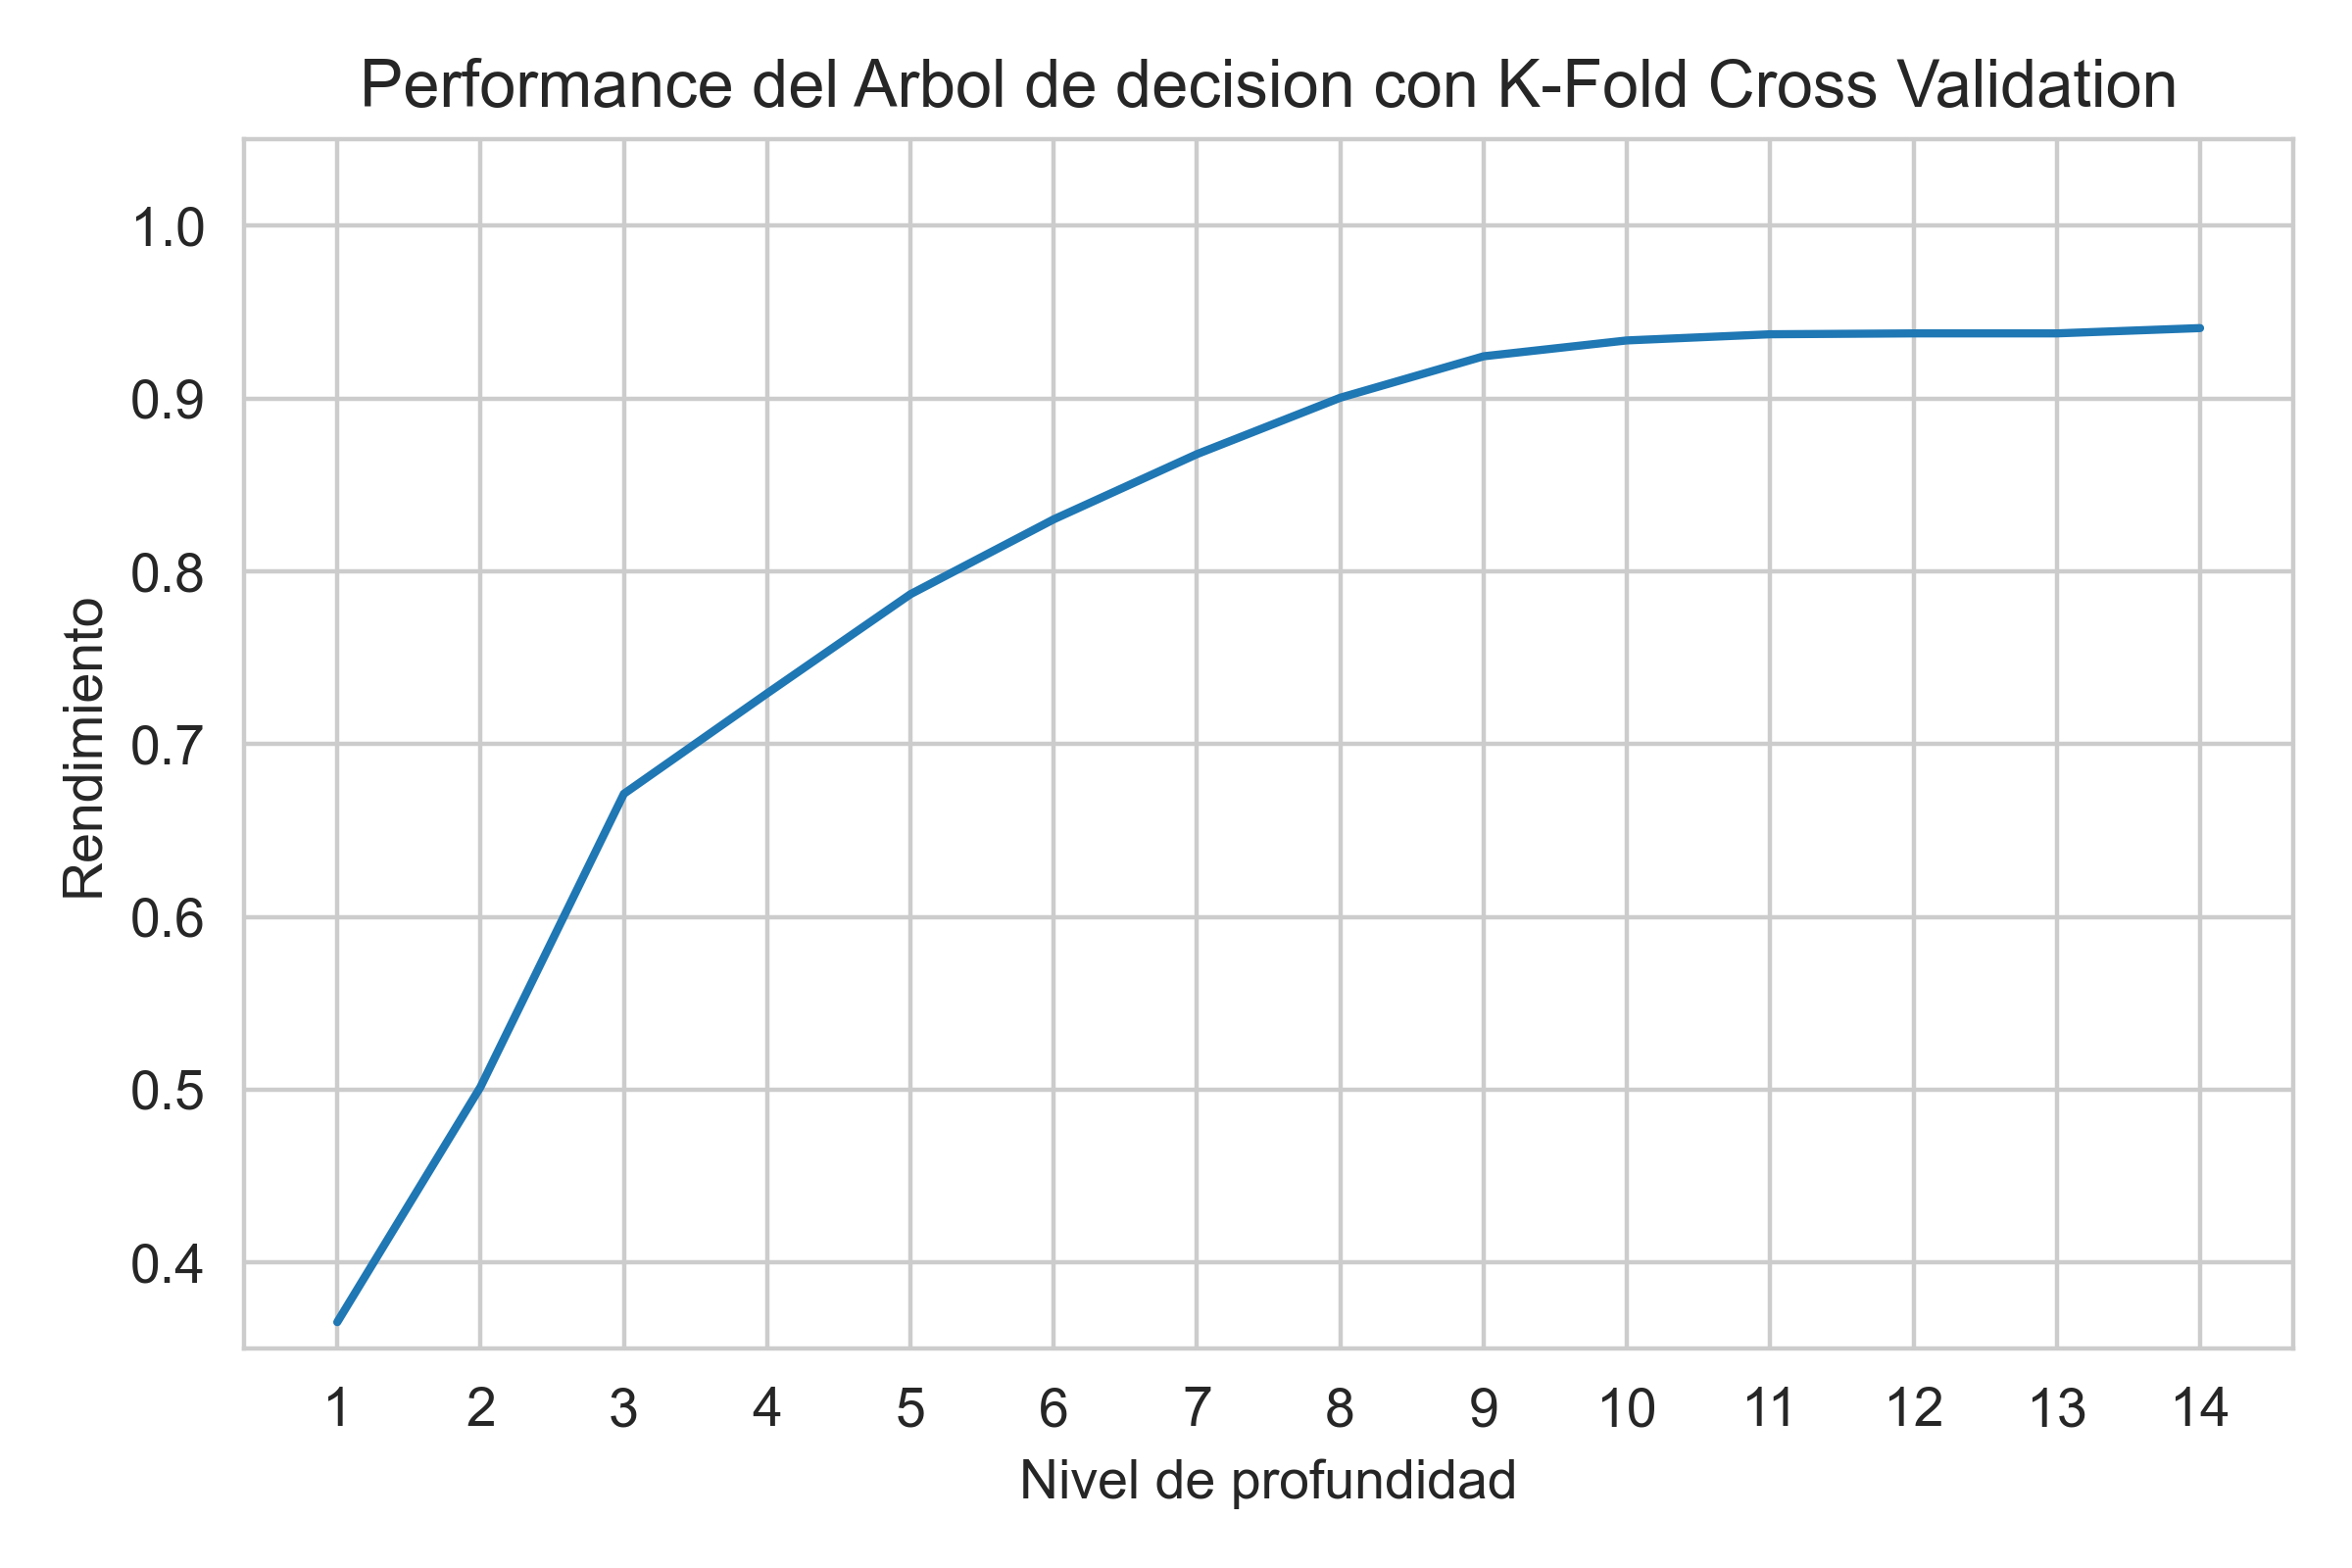 Performance del Arbol de decision con K-Fold Cross Validation
1.0
0.9
0.8
0.7
0.6
0.5
0.4
Rendimiento
1 2 3 4 5 6 7 8 9 10 11 12 13 14
Nivel de profundidad